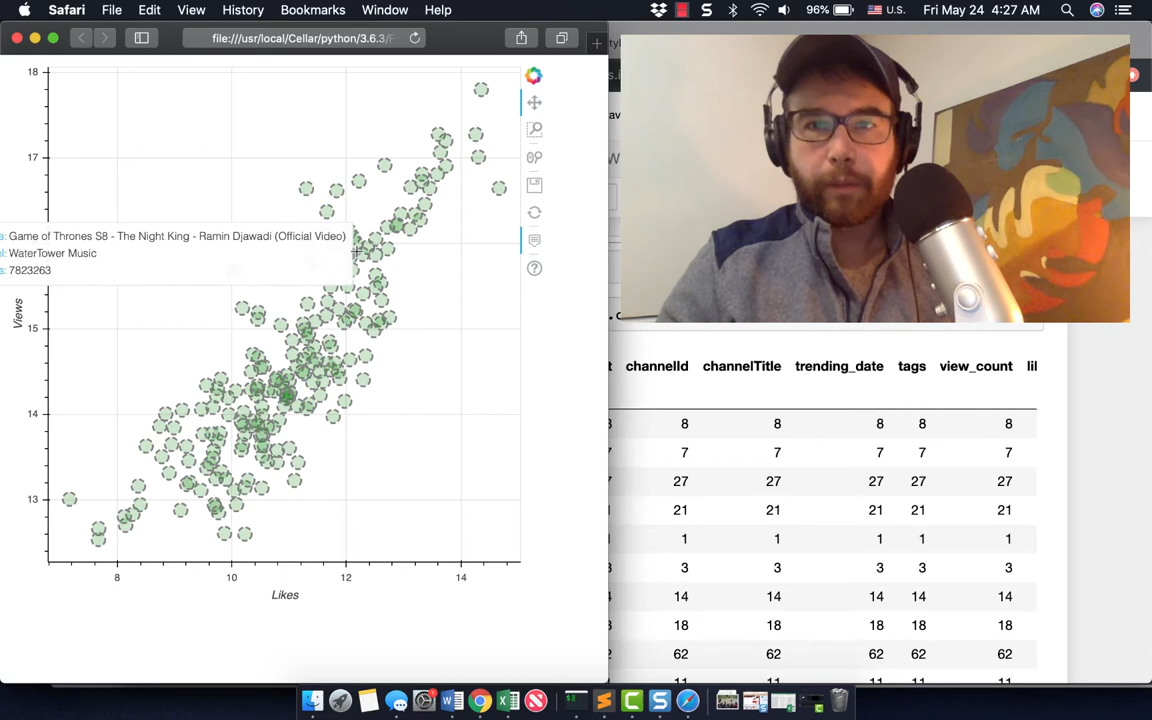 Safari File Edit View History Bookmarks Window Help
96% U.S. Fri May 24 4:27 AM
file:///usr/local/Cellar/python/3.6.3/F
18
17
e: Game of Thrones S8 - The Night King - Ramin Djawadi (Official Video)
l: WaterTower Music
s: 7823263
Views
15
14
13
8 10 12 14
Likes
channelId channelTitle trending_date tags view_count
8 8 8 8 8
7 7 7 7 7
27 27 27 27 27
21 21 21 21 21
1 1 1 1 1
3 3 3 3 3
14 14 14 14 14
18 18 18 18 18
62 62 62 62 62
11 11 11 11 11